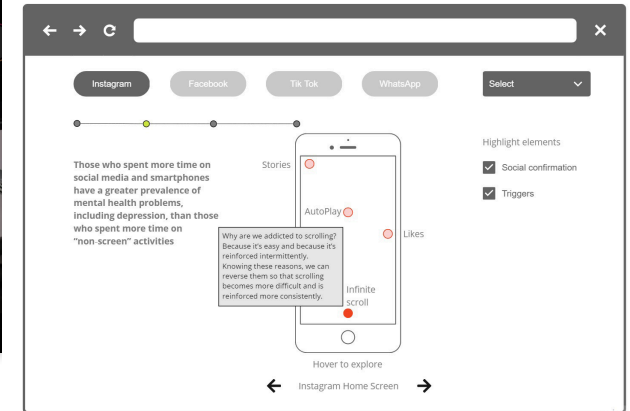 Instagram
Facebook
Tik Tok
WhatsApp
Select
Those who spent more time on
social media and smartphones
have a greater prevalence of
mental health problems,
including depression, than those
who spent more time on
“non-screen” activities
Stories
AutoPlay
Likes
Why are we addicted to scrolling?
Because it's easy and because it's
reinforced intermittently.
Knowing these reasons, we can
reverse them so that scrolling
becomes more difficult and is
reinforced more consistently.
Infinite
scroll
Hover to explore
Instagram Home Screen
Highlight elements
Social confirmation
Triggers